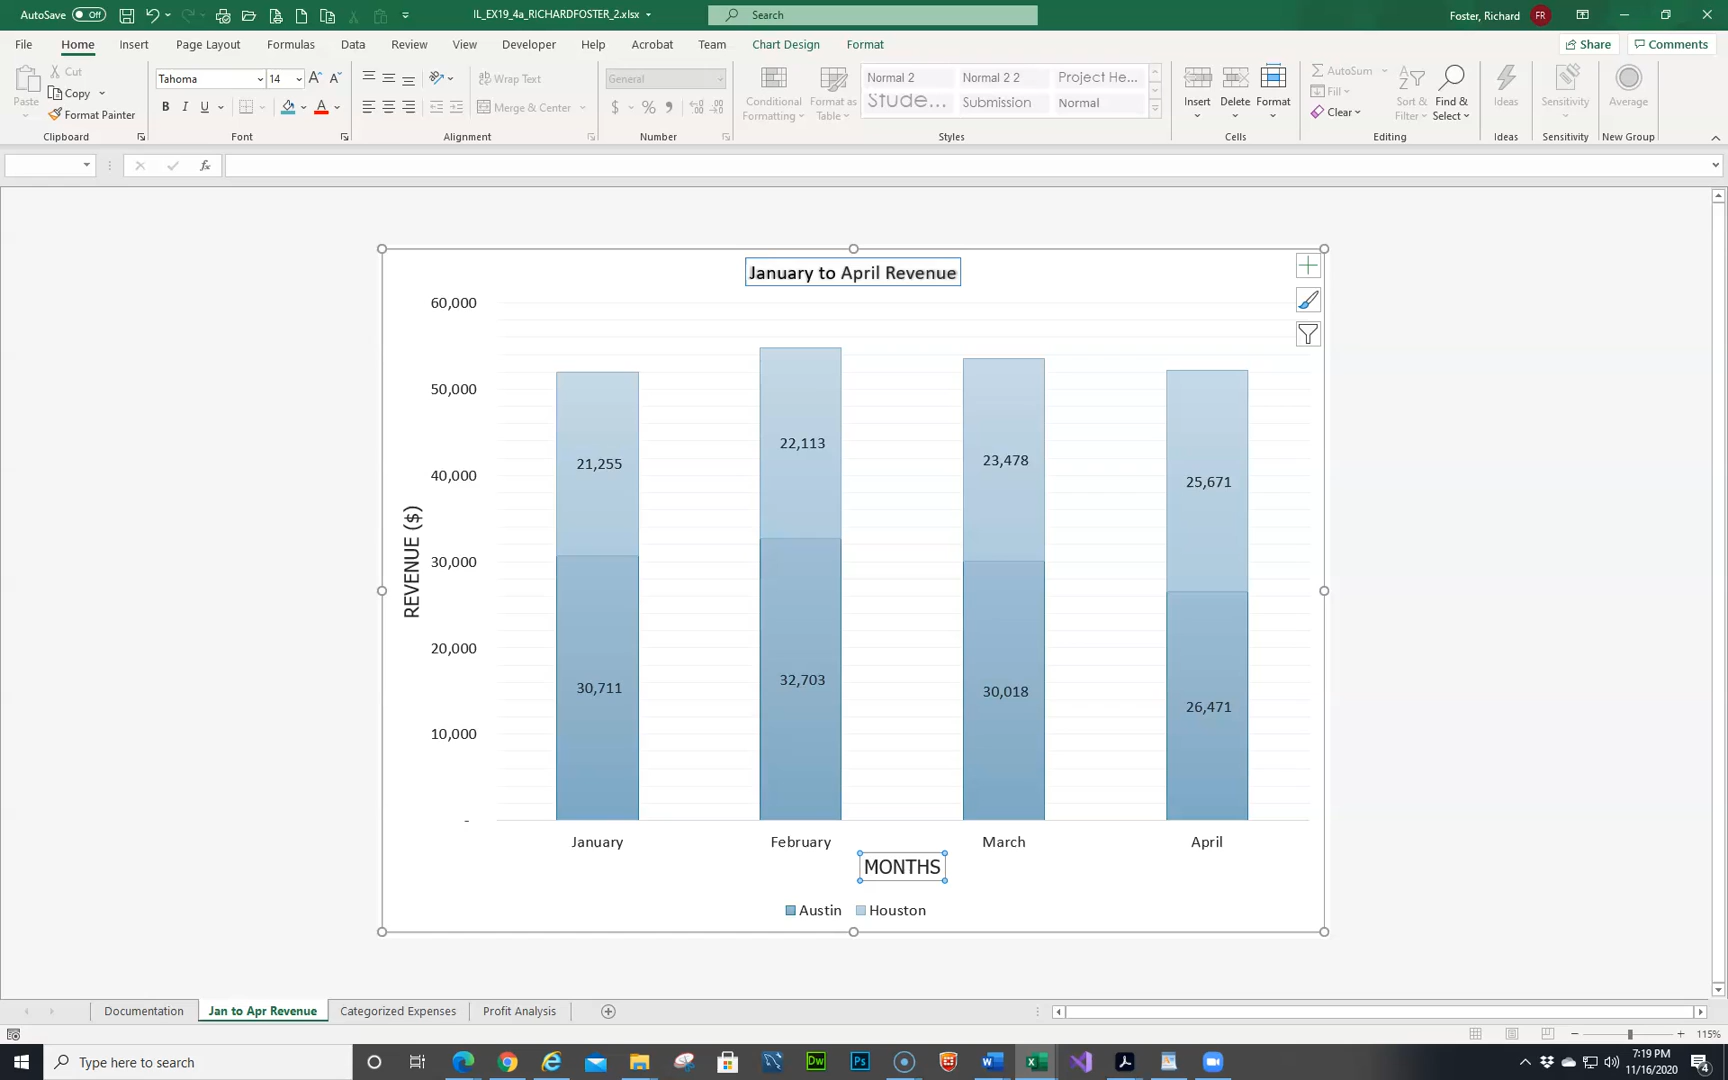 AutoSave Off IL_EX19_4a_RICHARDFOSTER_2.xlsx Search Foster, Richard FR
File Home Insert Page Layout Formulas Data Review View Developer Help Acrobat Team Chart Design Format Share Comments
Paste
Cut
Copy
Format Painter
Clipboard
Tahoma 14
B I U
Font
Wrap Text
Merge & Center
Alignment
General
$ % 
Number
Conditional Formatting
Format as Table
Normal 2 Normal 2 2 Project He...
Stude... Submission Normal
Styles
Insert Delete Format
Cells
AutoSum
Fill
Clear
Sort & Filter
Find & Select
Editing
Ideas
Ideas
Sensitivity
Sensitivity
Average
New Group
fx
January to April Revenue
60,000
50,000
40,000
30,000
20,000
10,000
-
REVENUE ($)
21,255 22,113 23,478 25,671
30,711 32,703 30,018 26,471
January February March April
MONTHS
Austin Houston
Documentation Jan to Apr Revenue Categorized Expenses Profit Analysis
115%
Type here to search
Dw Ps
7:19 PM
11/16/2020
4